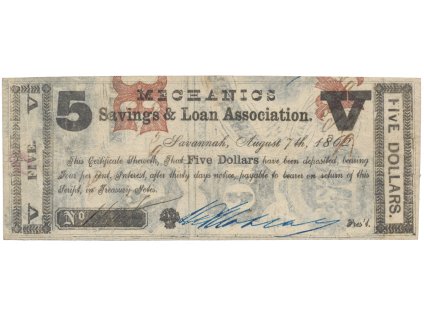 MECHANICS
5 Savings & Loan Association. V
Savannah, August 7th, 186
This Certificate Sheweth, That Five Dollars have been deposited, bearing
Four per cent. Interest, after thirty days notice, payable to bearer on return of this
Script, in Treasury Notes.
No.
Pres't.
V FIVE. V
FIVE DOLLARS.